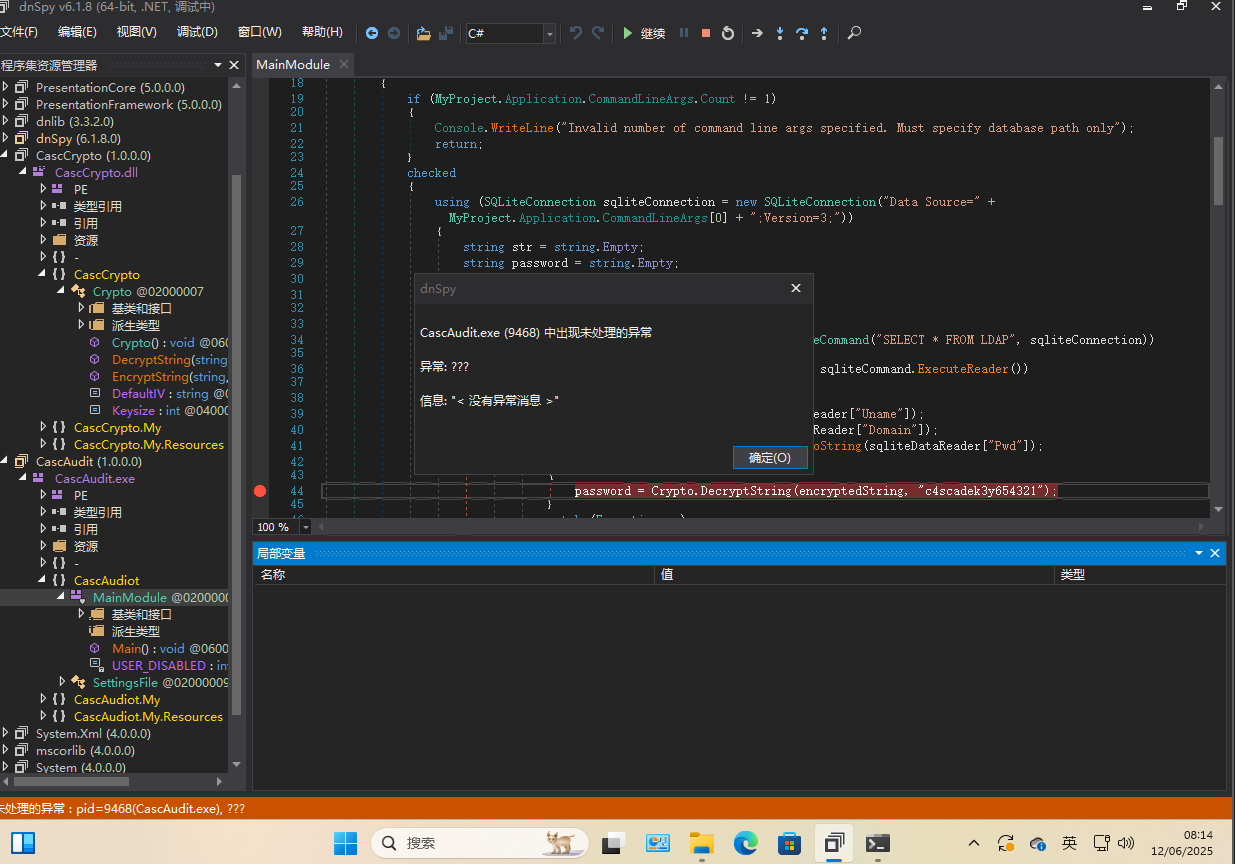 dnSpy v6.1.8 (64-bit, .NET, 调试中)
文件(F) 编辑(E) 视图(V) 调试(D) 窗口(W) 帮助(H) C# 继续
程序集资源管理器
PresentationCore (5.0.0.0)
PresentationFramework (5.0.0.0)
dnlib (3.3.2.0)
dnSpy (6.1.8.0)
CascCrypto (1.0.0.0)
CascCrypto.dll
PE
类型引用
引用
资源
{ } -
{ } CascCrypto
Crypto @02000007
基类和接口
派生类型
Crypto() : void @060
DecryptString(string
EncryptString(string,
DefaultIV : string @0
Keysize : int @04000
{ } CascCrypto.My
{ } CascCrypto.My.Resources
CascAudit (1.0.0.0)
CascAudit.exe
PE
类型引用
引用
资源
{ } -
{ } CascAudiot
MainModule @0200000
基类和接口
派生类型
Main() : void @0600
USER_DISABLED : in
SettingsFile @02000009
{ } CascAudiot.My
{ } CascAudiot.My.Resources
System.Xml (4.0.0.0)
mscorlib (4.0.0.0)
System (4.0.0.0)
MainModule
18 {
19 if (MyProject.Application.CommandLineArgs.Count != 1)
20 {
21 Console.WriteLine("Invalid number of command line args specified. Must specify database path only");
22 return;
23 }
24 checked
25 {
26 using (SQLiteConnection sqliteConnection = new SQLiteConnection("Data Source=" +
MyProject.Application.CommandLineArgs[0] + ";Version=3;"))
27 {
28 string str = string.Empty;
29 string password = string.Empty;
30
31
32
33
34 eCommand("SELECT * FROM LDAP", sqliteConnection))
35
36 sqliteCommand.ExecuteReader())
37
38
39 eader["Uname"]);
40 Reader["Domain"]);
41 oString(sqliteDataReader["Pwd"]);
42
43 {
44 password = Crypto.DecryptString(encryptedString, "c4scadek3y654321");
45 }
100 %
dnSpy
CascAudit.exe (9468) 中出现未处理的异常
异常: ???
信息: "< 没有异常消息 >"
确定(O)
局部变量
名称 值 类型
未处理的异常 : pid=9468(CascAudit.exe), ???
搜索
英
08:14
12/06/2025